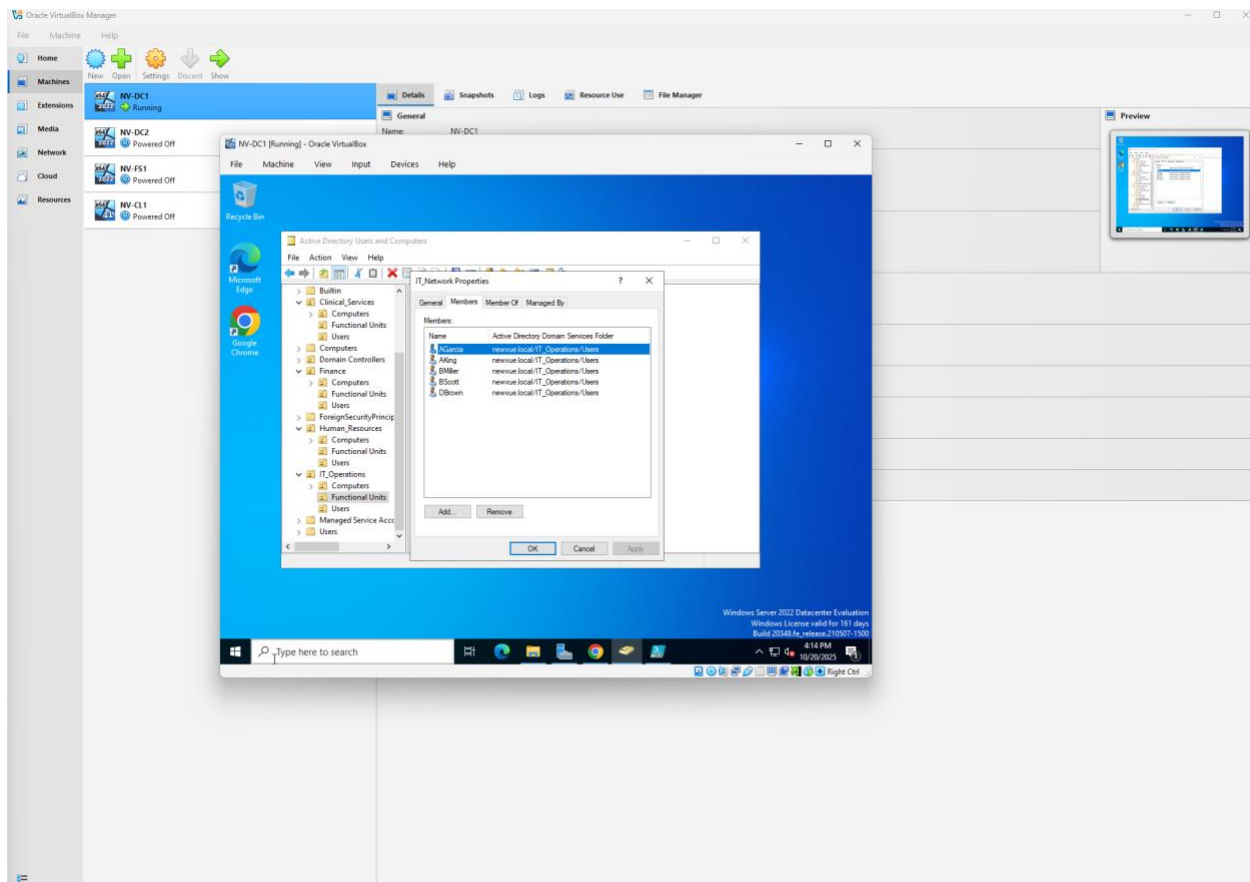 Oracle VirtualBox Manager
File Machine Help
Home
Machines
Extensions
Media
Network
Cloud
Resources
New Open Settings Discard Show
NV-DC1
Running
NV-DC2
Powered Off
NV-FS1
Powered Off
NV-CL1
Powered Off
Details Snapshots Logs Resource Use File Manager
General
Name: NV-DC1
Preview
NV-DC1 [Running] - Oracle VirtualBox
File Machine View Input Devices Help
Recycle Bin
Microsoft
Edge
Google
Chrome
Active Directory Users and Computers
File Action View Help
Builtin
Clinical_Services
Computers
Functional Units
Users
Computers
Domain Controllers
Finance
Computers
Functional Units
Users
ForeignSecurityPrincip
Human_Resources
Computers
Functional Units
Users
IT_Operations
Computers
Functional Units
Users
Managed Service Acco
Users
IT_Network Properties
General Members Member Of Managed By
Members:
Name Active Directory Domain Services Folder
AGarcia newvue.local/IT_Operations/Users
AKing newvue.local/IT_Operations/Users
BMiller newvue.local/IT_Operations/Users
BScott newvue.local/IT_Operations/Users
DBrown newvue.local/IT_Operations/Users
Add... Remove
OK Cancel Apply
Windows Server 2022 Datacenter Evaluation
Windows License valid for 161 days
Build 20348.fe_release.210507-1500
Type here to search
4:14 PM
10/20/2025
Right Ctrl